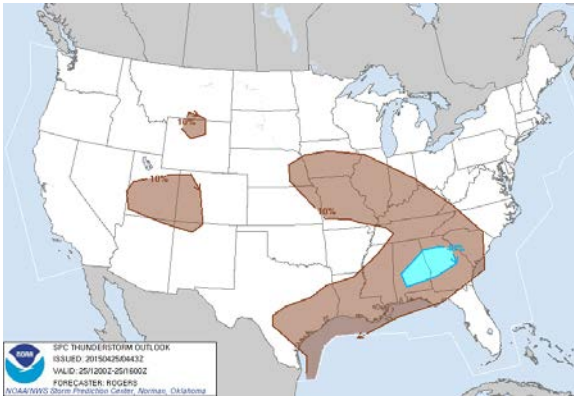 10%
10%
10%
noaa
SPC THUNDERSTORM OUTLOOK
ISSUED: 20150425/0443Z
VALID: 25/1200Z-25/1600Z
FORECASTER: ROGERS
NOAA/NWS Storm Prediction Center, Norman, Oklahoma